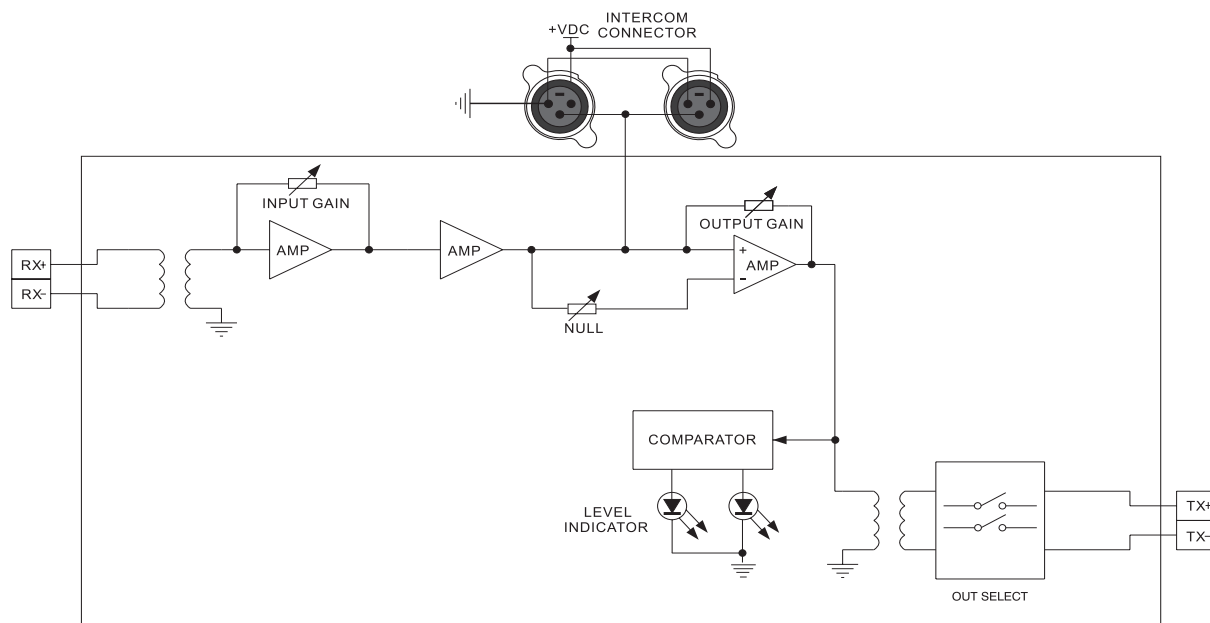 INTERCOM
CONNECTOR
+VDC
INPUT GAIN
OUTPUT GAIN
AMP
AMP
+
AMP
-
RX+
RX-
NULL
COMPARATOR
LEVEL
INDICATOR
TX+
TX-
OUT SELECT